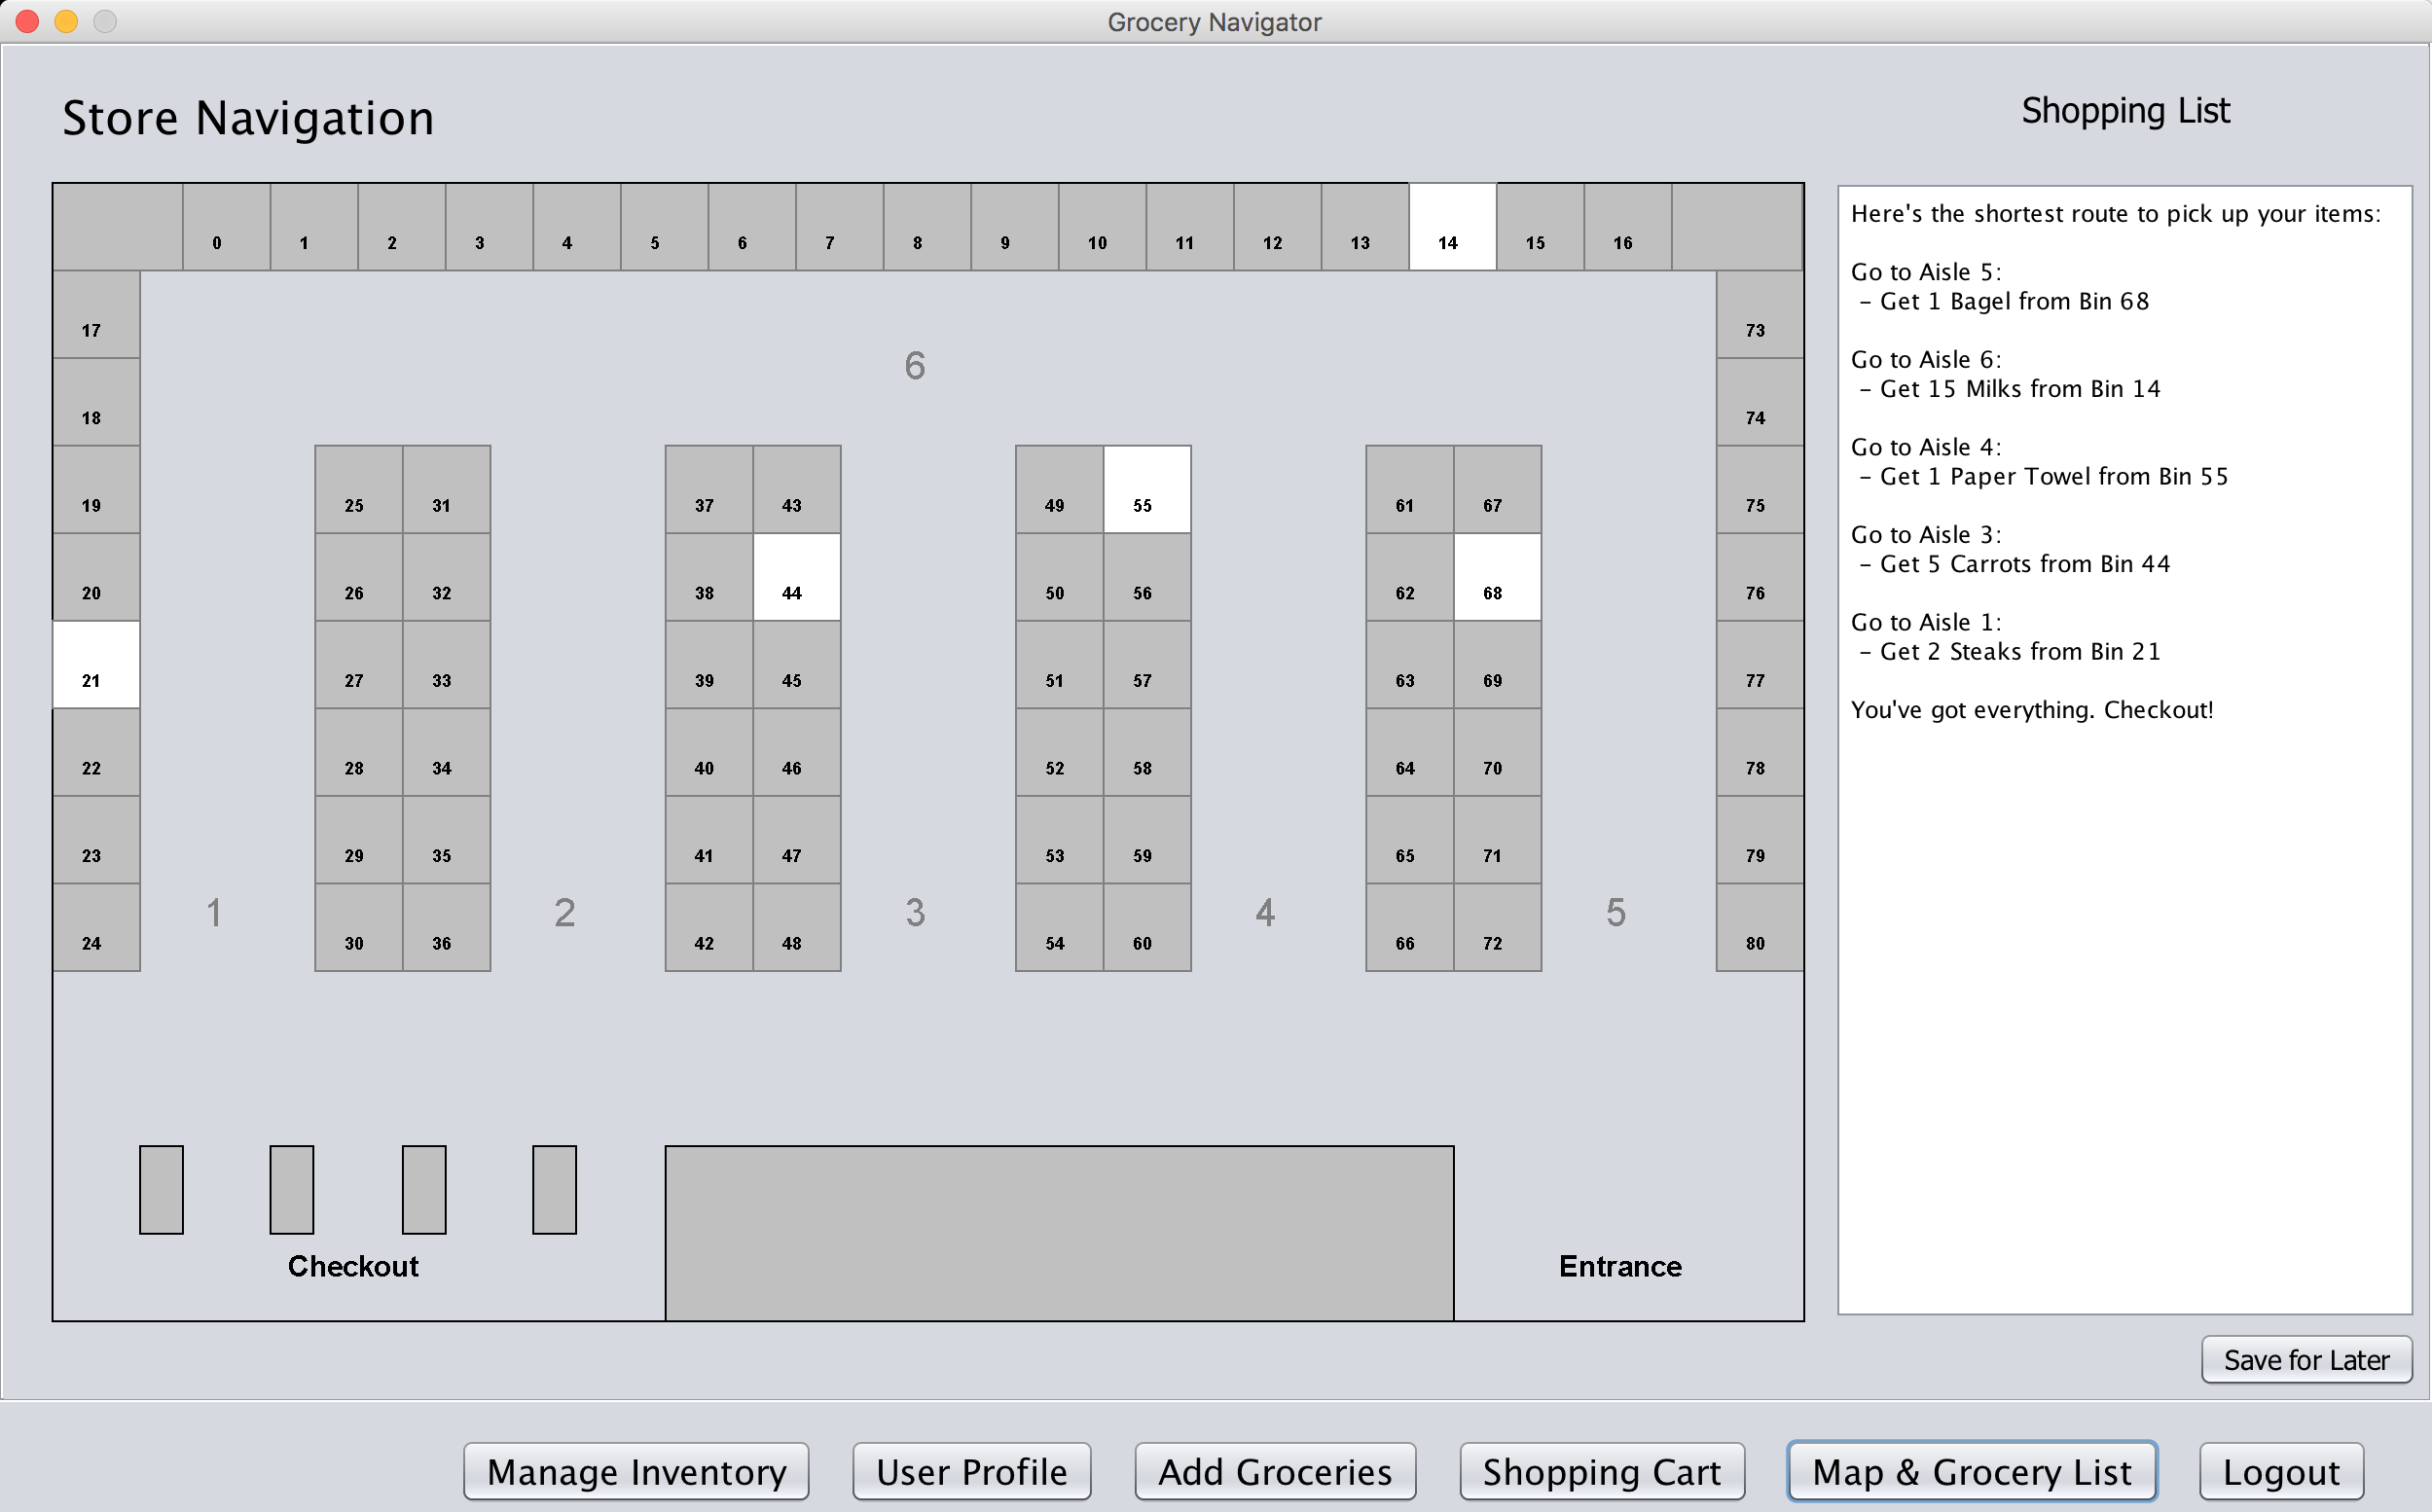 Grocery Navigator
Store Navigation
Shopping List
0 1 2 3 4 5 6 7 8 9 10 11 12 13 14 15 16
17 73
6
18 74
19 25 31 37 43 49 55 61 67 75
20 26 32 38 44 50 56 62 68 76
21 27 33 39 45 51 57 63 69 77
22 28 34 40 46 52 58 64 70 78
23 29 35 41 47 53 59 65 71 79
1 2 3 4 5
24 30 36 42 48 54 60 66 72 80
Checkout
Entrance
Here's the shortest route to pick up your items:
Go to Aisle 5:
– Get 1 Bagel from Bin 68
Go to Aisle 6:
– Get 15 Milks from Bin 14
Go to Aisle 4:
– Get 1 Paper Towel from Bin 55
Go to Aisle 3:
– Get 5 Carrots from Bin 44
Go to Aisle 1:
– Get 2 Steaks from Bin 21
You've got everything. Checkout!
Save for Later
Manage Inventory
User Profile
Add Groceries
Shopping Cart
Map & Grocery List
Logout